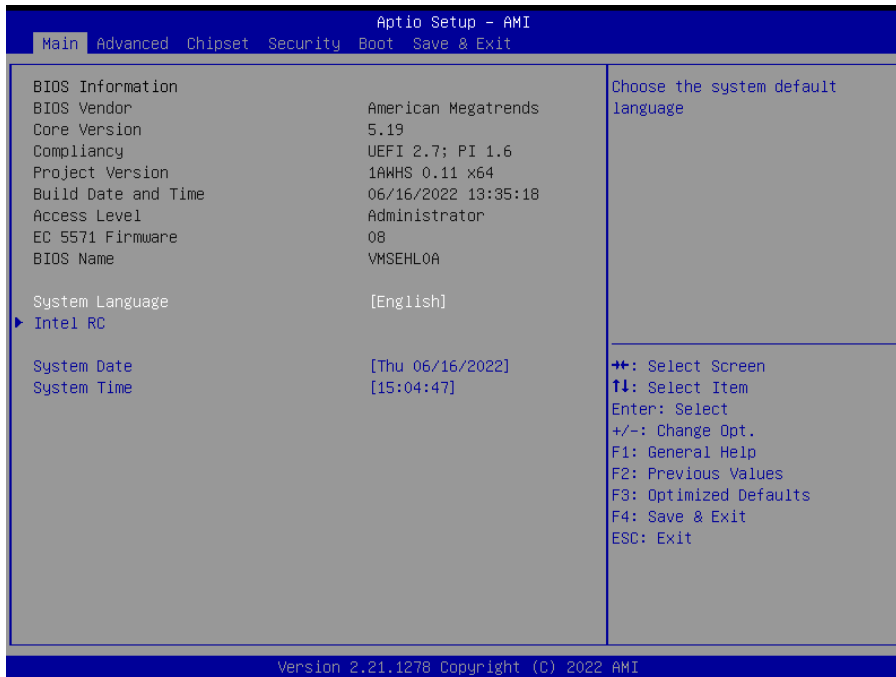 Aptio Setup – AMI
Main Advanced Chipset Security Boot Save & Exit
BIOS Information
BIOS Vendor American Megatrends
Core Version 5.19
Compliancy UEFI 2.7; PI 1.6
Project Version 1AWHS 0.11 x64
Build Date and Time 06/16/2022 13:35:18
Access Level Administrator
EC 5571 Firmware 08
BIOS Name VMSEHLOA
System Language [English]
Intel RC
System Date [Thu 06/16/2022]
System Time [15:04:47]
Choose the system default
language
→←: Select Screen
↑↓: Select Item
Enter: Select
+/-: Change Opt.
F1: General Help
F2: Previous Values
F3: Optimized Defaults
F4: Save & Exit
ESC: Exit
Version 2.21.1278 Copyright (C) 2022 AMI